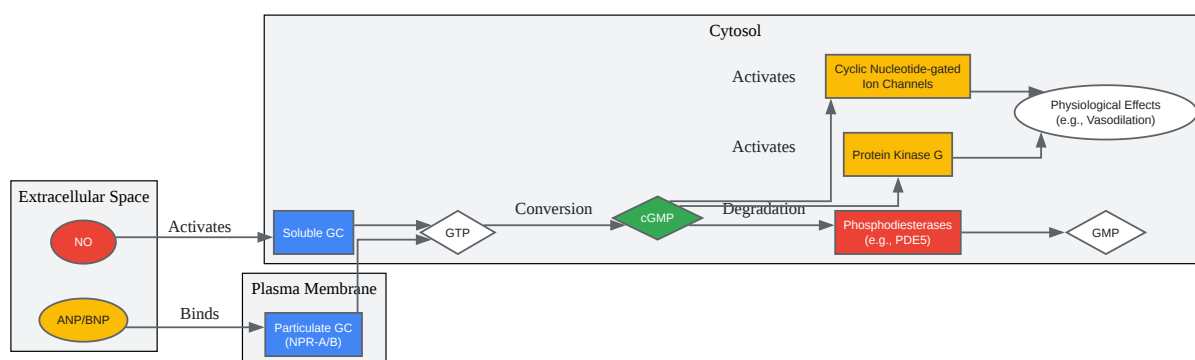 Cytosol
Activates
Cyclic Nucleotide-gated
Ion Channels
Physiological Effects
(e.g., Vasodilation)
Activates
Protein Kinase G
Extracellular Space
NO
Activates
Soluble GC
GTP
Conversion
cGMP
Degradation
Phosphodiesterases
(e.g., PDE5)
GMP
Plasma Membrane
ANP/BNP
Binds
Particulate GC
(NPR-A/B)